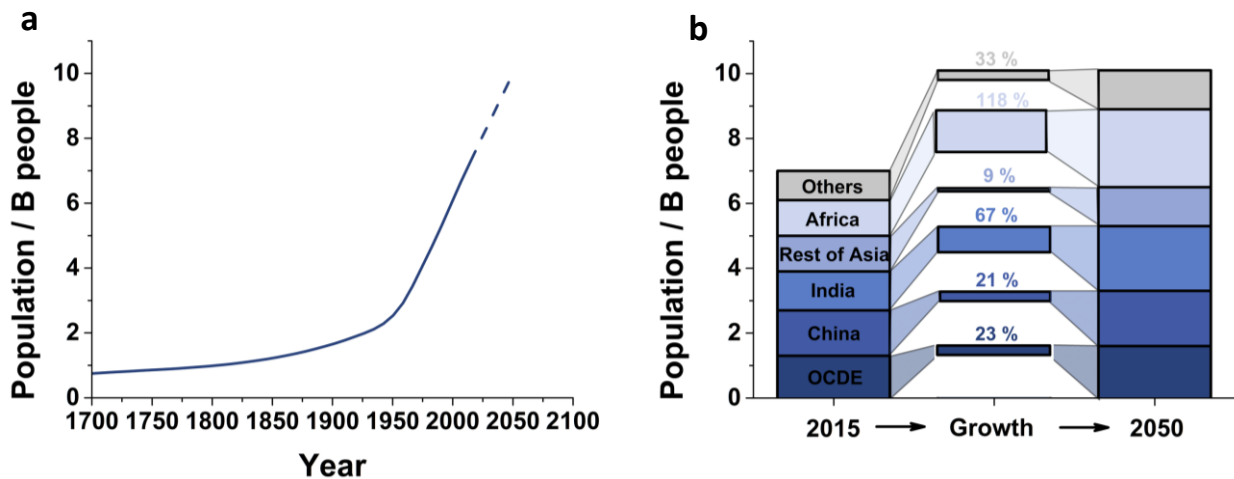 a
Population / B people
10
8
6
4
2
0
1700 1750 1800 1850 1900 1950 2000 2050 2100
Year
b
Population / B people
10
8
6
4
2
0
Others
Africa
Rest of Asia
India
China
OCDE
33 %
118 %
9 %
67 %
21 %
23 %
2015 → Growth → 2050